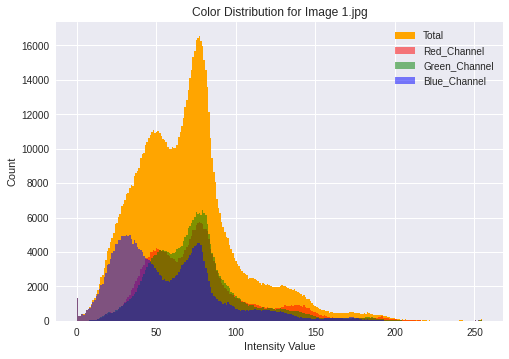 Color Distribution for Image 1.jpg
Total
Red_Channel
Green_Channel
Blue_Channel
16000
14000
12000
10000
8000
6000
4000
2000
0
Count
0 50 100 150 200 250
Intensity Value